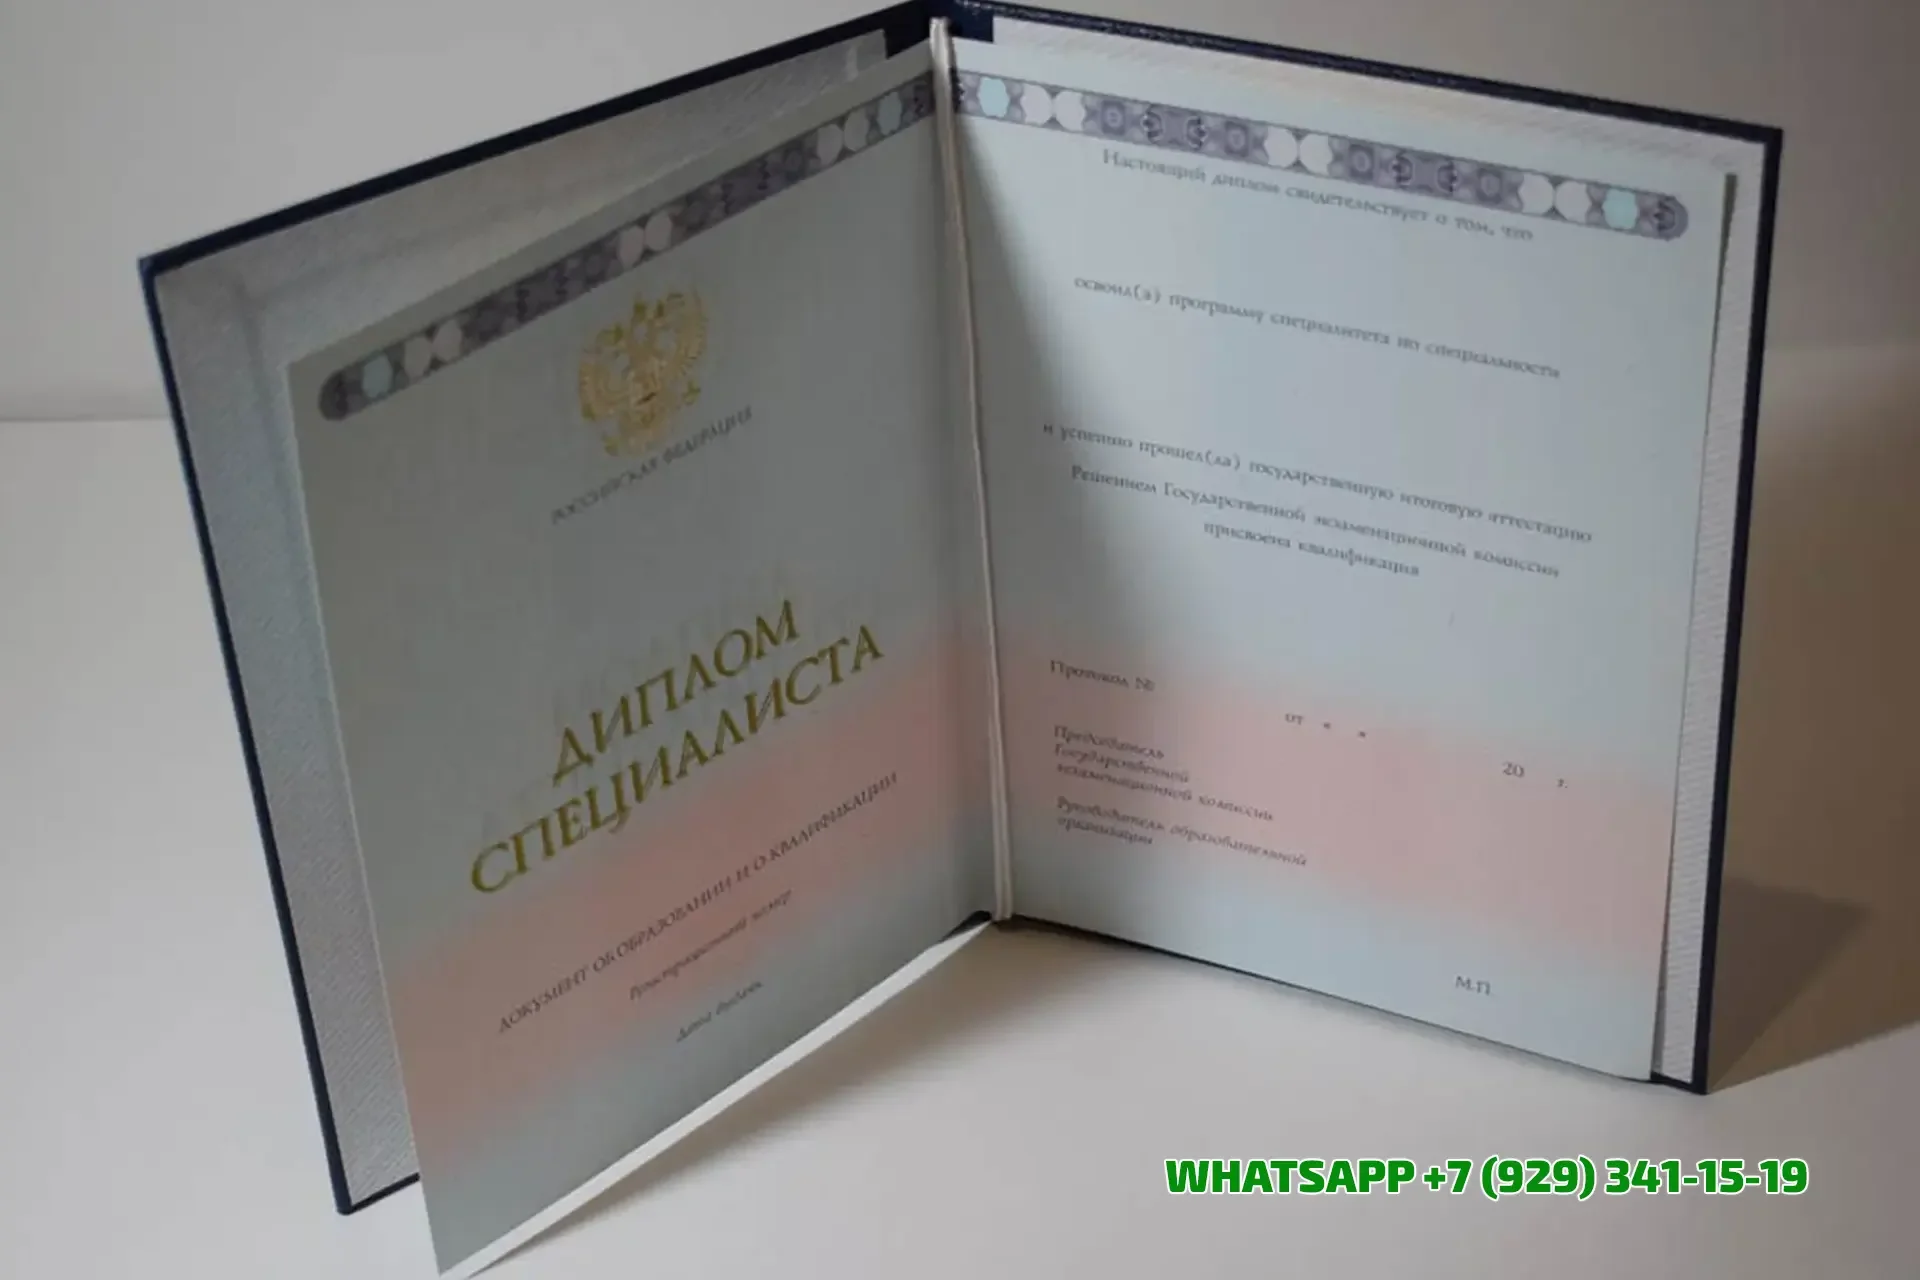 РОССИЙСКАЯ ФЕДЕРАЦИЯ
ДИПЛОМ
СПЕЦИАЛИСТА
ДОКУМЕНТ ОБ ОБРАЗОВАНИИ И О КВАЛИФИКАЦИИ
Регистрационный номер
Дата выдачи
Настоящий диплом свидетельствует о том, что
освоил(а) программу специалитета по специальности
и успешно прошел(ла) государственную итоговую аттестацию
Решением Государственной экзаменационной комиссии
присвоена квалификация
Протокол №
от « » 20 г.
Председатель
Государственной
экзаменационной комиссии
Руководитель образовательной
организации
М.П.
WHATSAPP +7 (929) 341-15-19